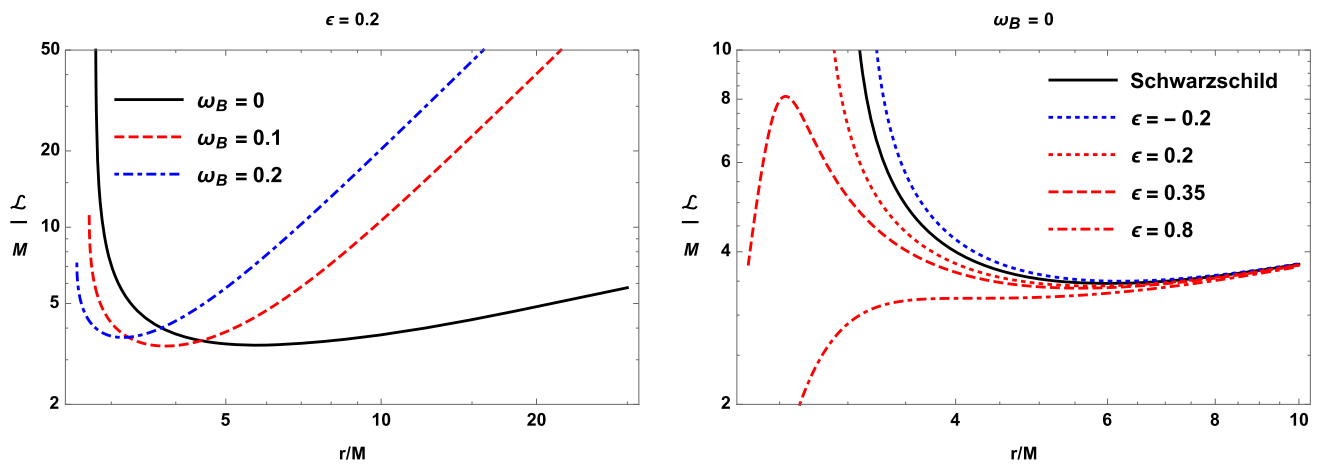 ϵ = 0.2
50
20
10
5
2
5
10
20
ℒ
M
r/M
ω_B = 0
ω_B = 0.1
ω_B = 0.2
ω_B = 0
10
8
6
4
2
4
6
8
10
ℒ
M
r/M
Schwarzschild
ϵ = - 0.2
ϵ = 0.2
ϵ = 0.35
ϵ = 0.8